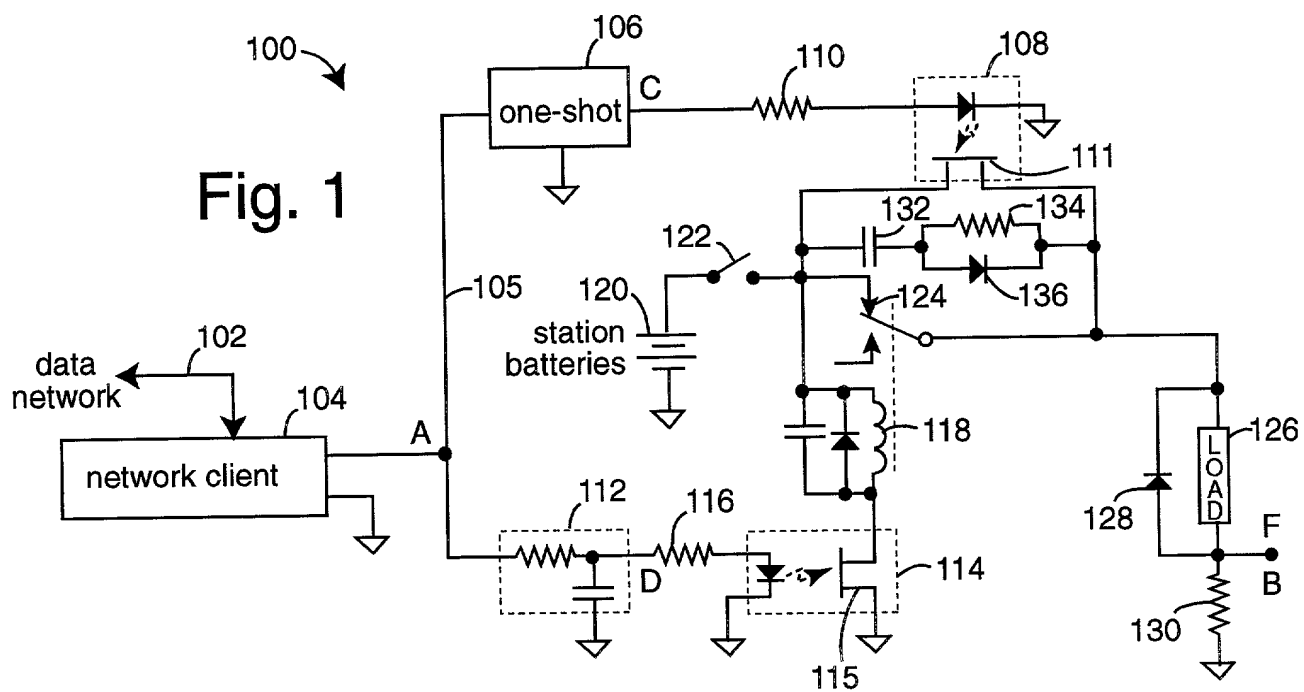 100
Fig. 1
106
one-shot
C
110
108
111
132
134
136
122
124
105
120
station
batteries
102
data
network
104
network client
A
118
126
LOAD
128
F
B
112
116
D
114
115
130